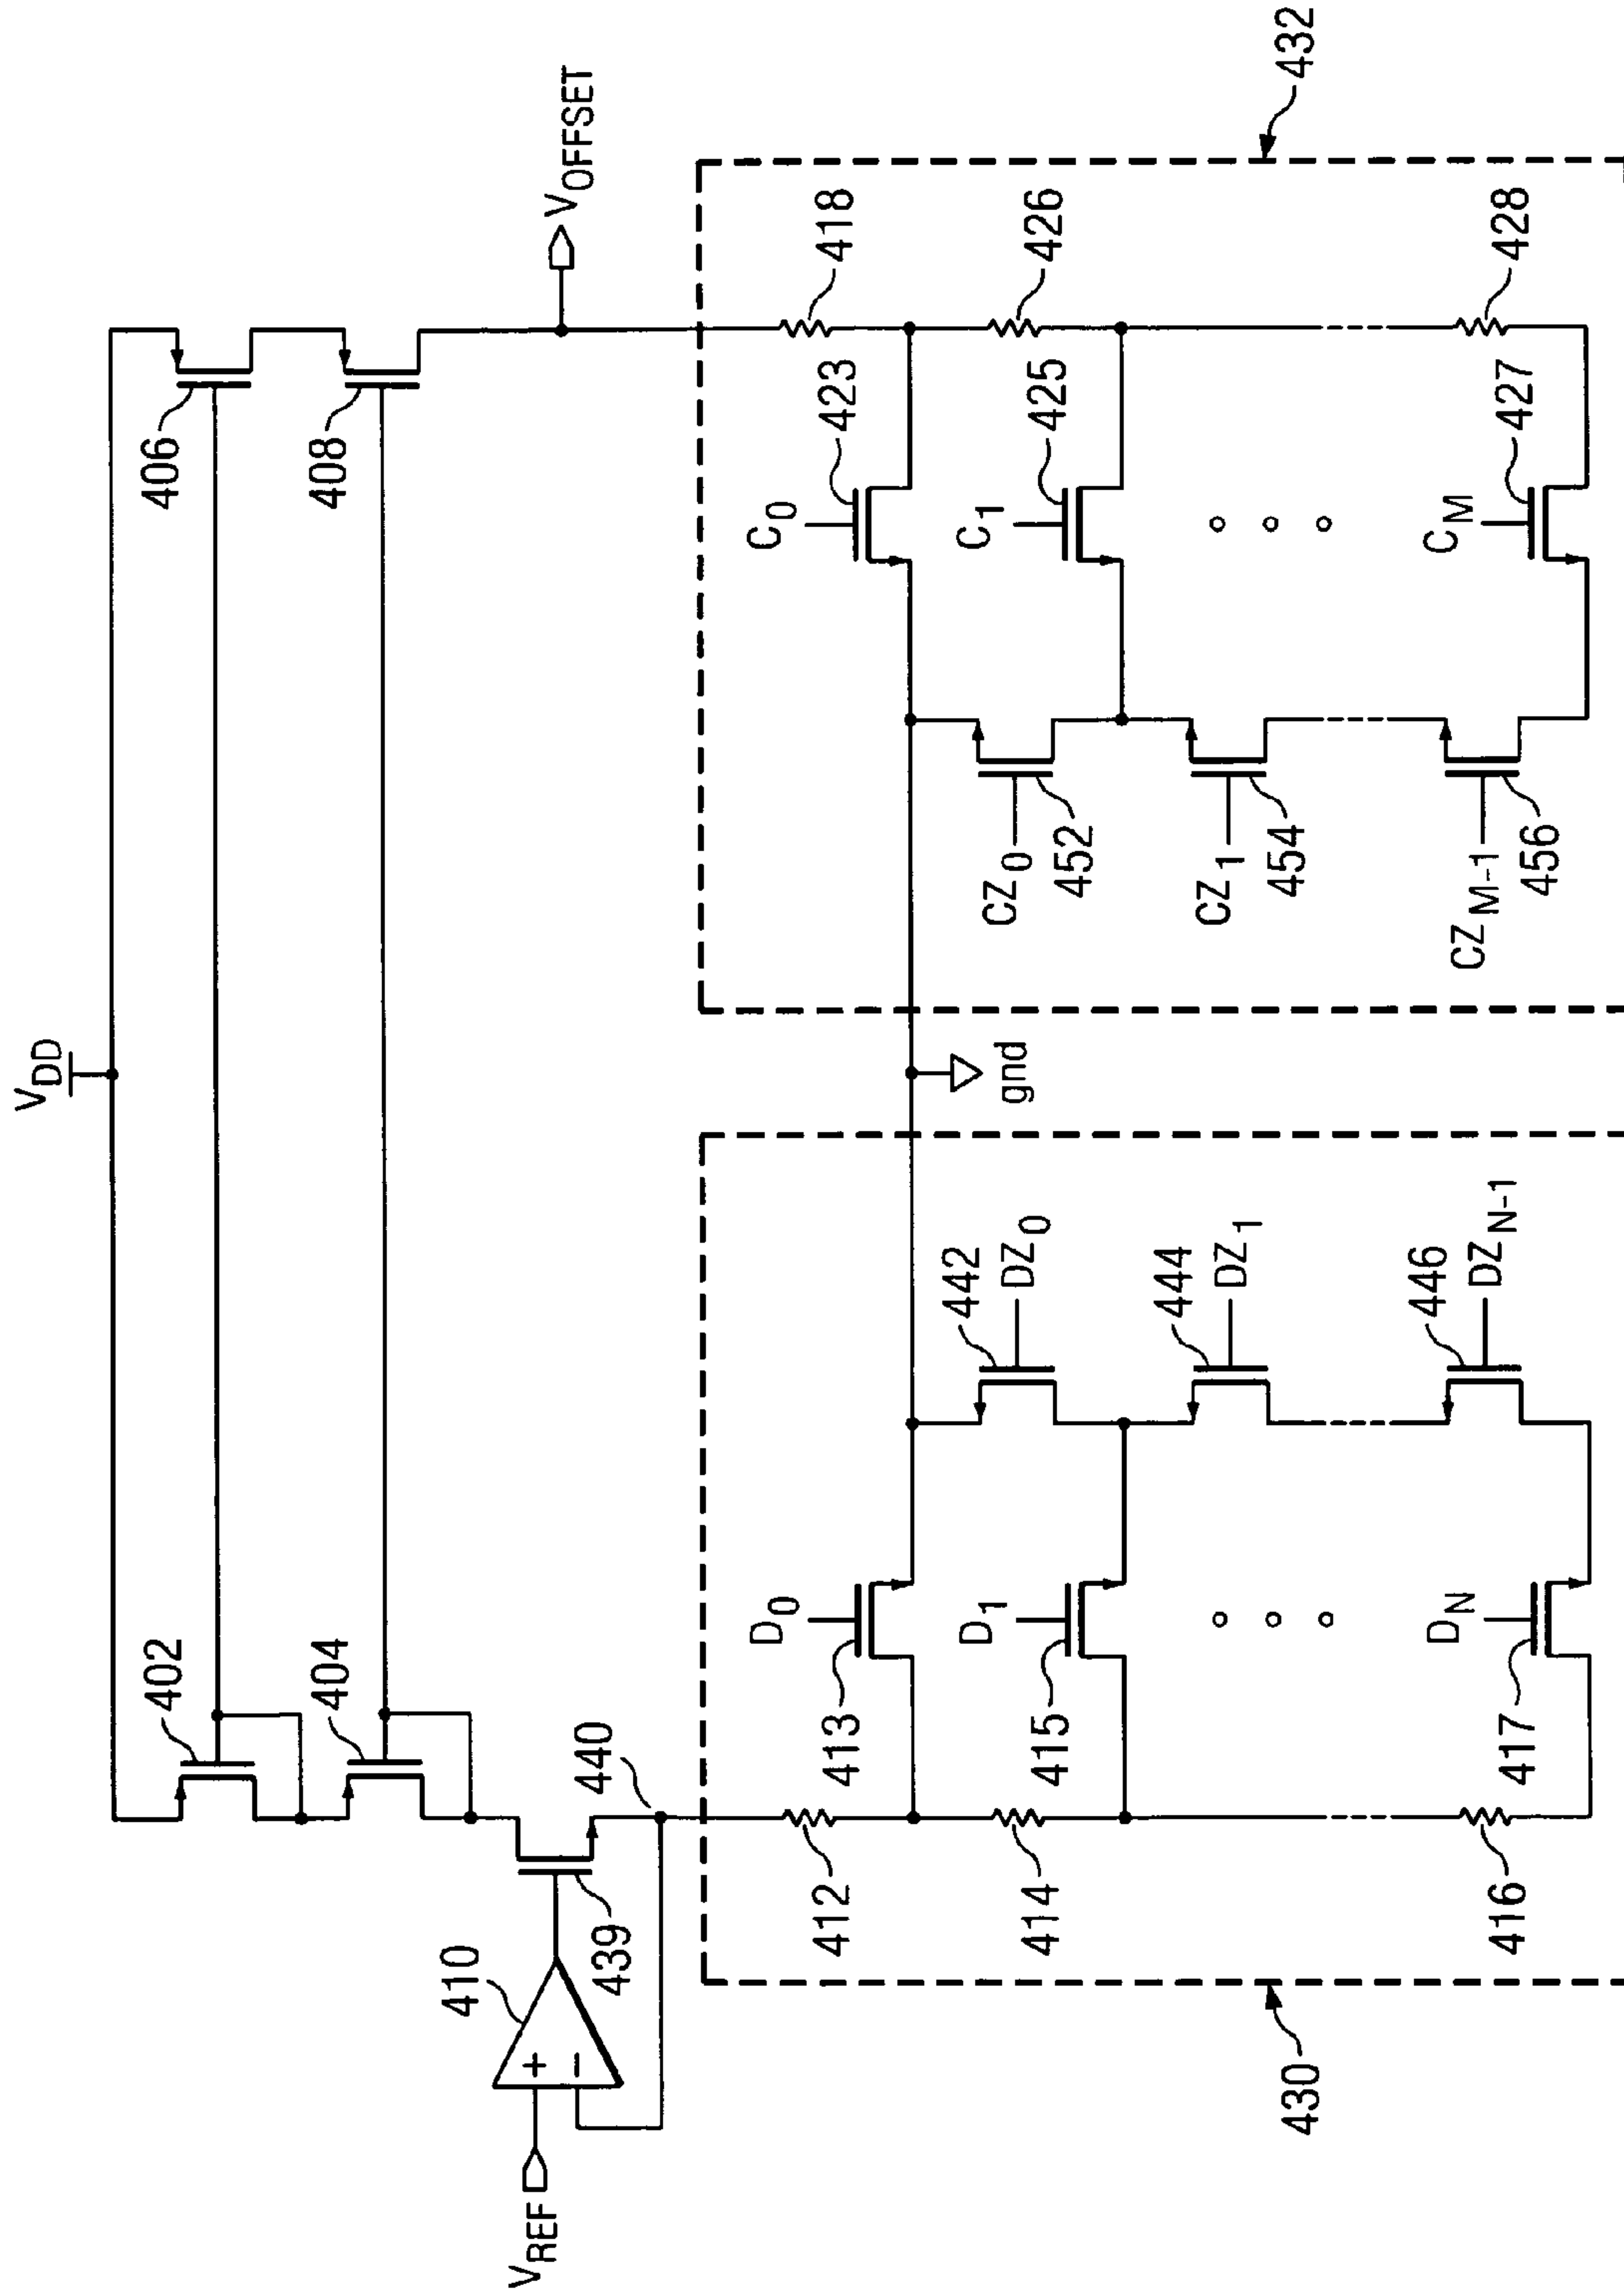 V_DD
402
404
406
408
V_REF
410
439
440
V_OFFSET
412
413
D_0
442
DZ_0
gnd
414
415
D_1
444
DZ_1
416
417
D_N
446
DZ_N-1
430
C_0
423
418
CZ_0
452
C_1
425
426
CZ_1
454
C_M
427
428
CZ_M-1
456
432